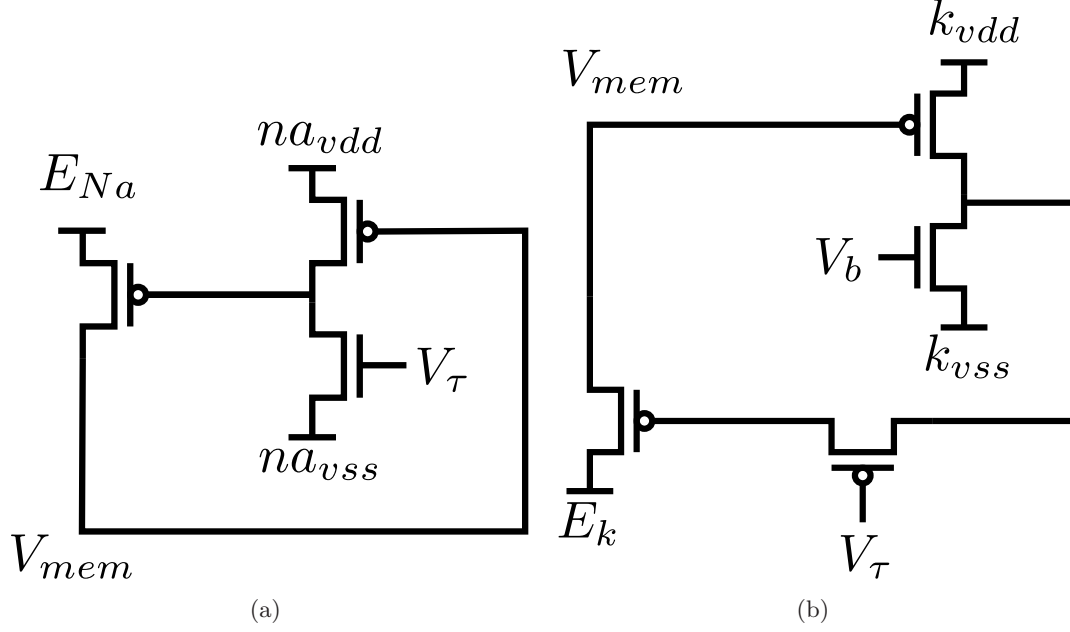 E_{Na}
na_{vdd}
V_τ
na_{vss}
V_{mem}
(a)
V_{mem}
k_{vdd}
V_b
k_{vss}
E_k
V_τ
(b)